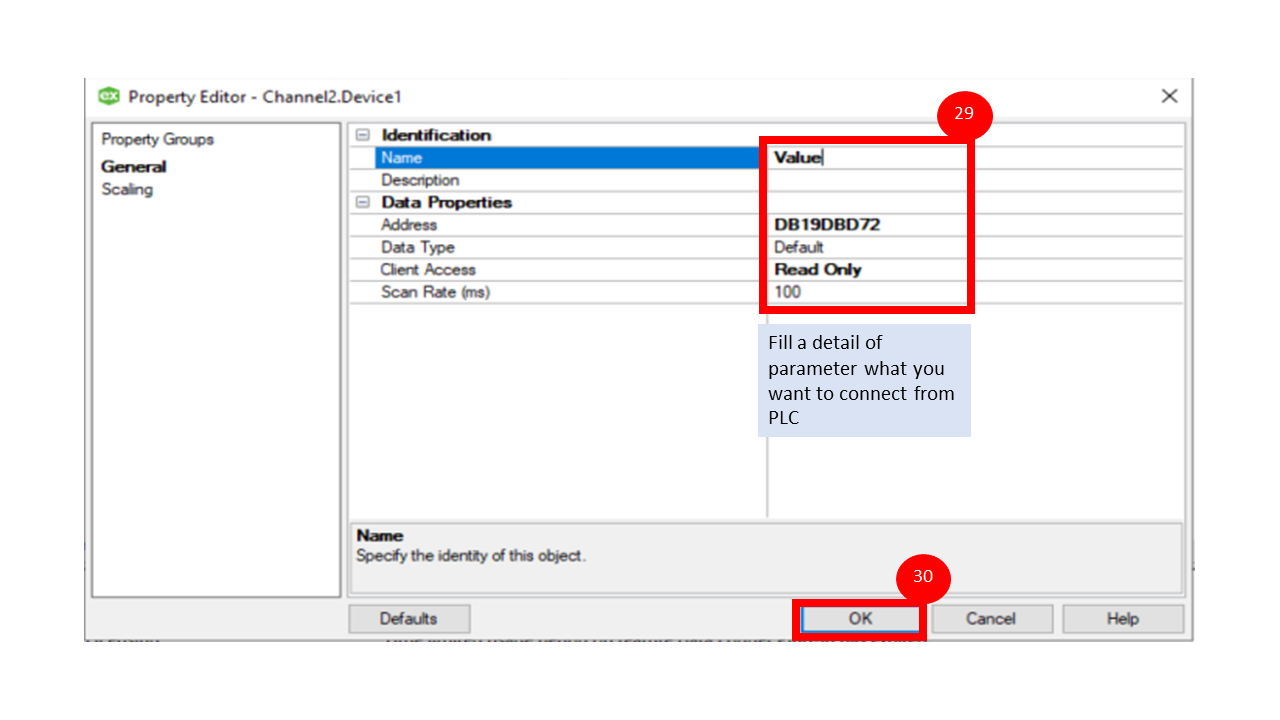 ex Property Editor - Channel2.Device1
29
Property Groups
General
Scaling
Identification
Name Value
Description
Data Properties
Address DB19DBD72
Data Type Default
Client Access Read Only
Scan Rate (ms) 100
Fill a detail of
parameter what you
want to connect from
PLC
Name
Specify the identity of this object.
30
Defaults OK Cancel Help